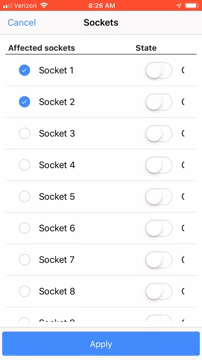 Verizon 8:26 AM
Cancel Sockets
Affected sockets State
Socket 1
Socket 2
Socket 3
Socket 4
Socket 5
Socket 6
Socket 7
Socket 8
Apply